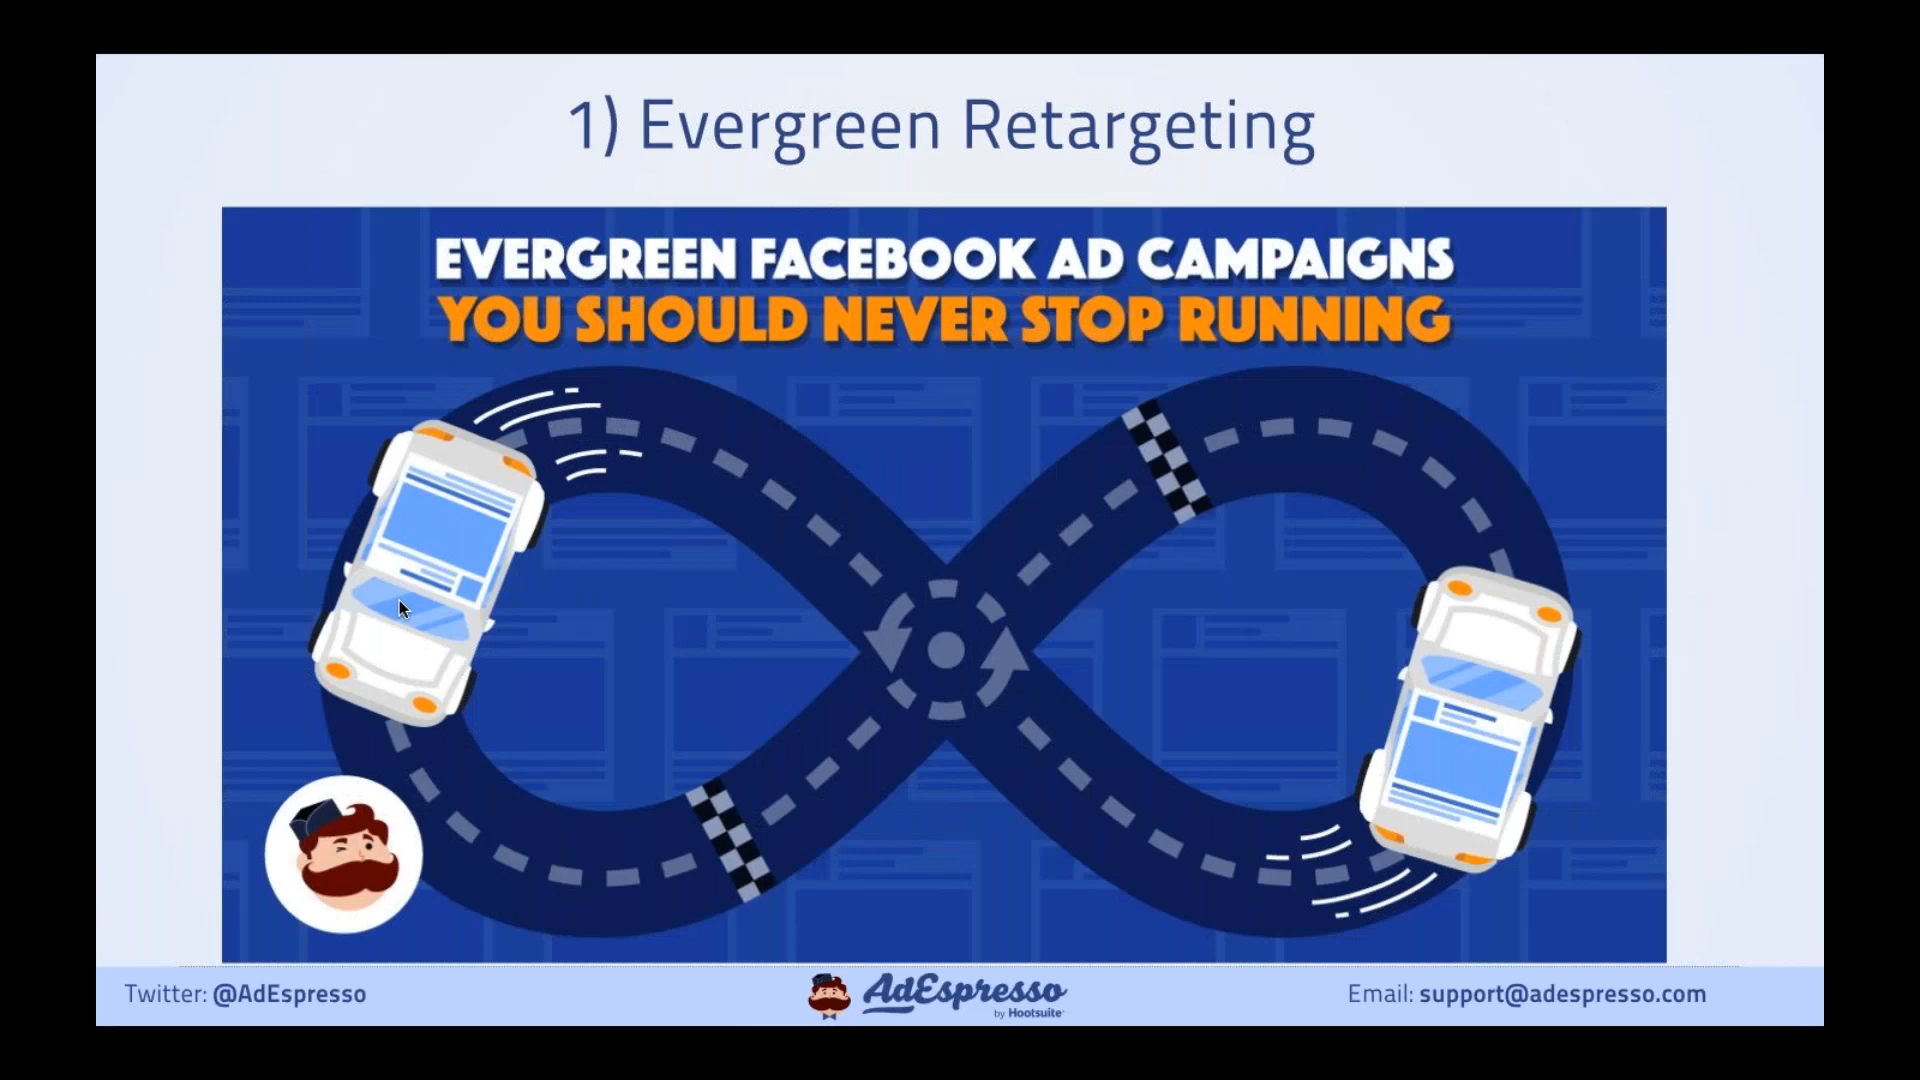 1) Evergreen Retargeting
EVERGREEN FACEBOOK AD CAMPAIGNS
YOU SHOULD NEVER STOP RUNNING
Twitter: @AdEspresso
AdEspresso
by Hootsuite
Email: support@adespresso.com